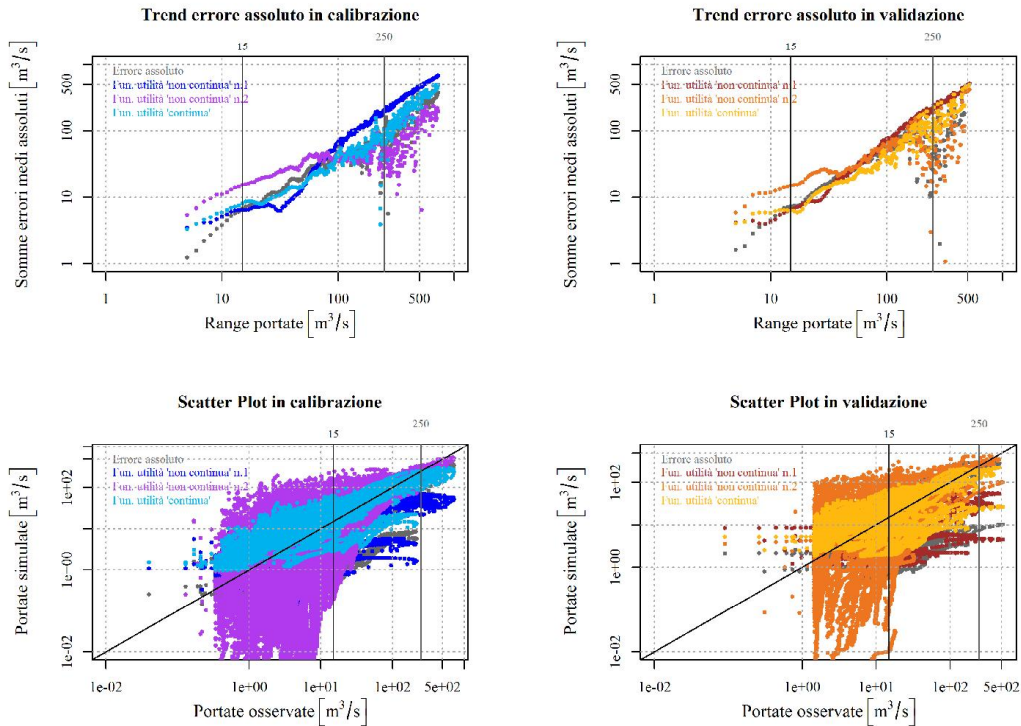 Trend errore assoluto in calibrazione
15
250
Errore assoluto
Fun. utilità 'non continua' n.1
Fun. utilità 'non continua' n.2
Fun. utilità 'continua'
Somme errori medi assoluti [m³/s]
500
100
10
1
1
10
100
500
Range portate [m³/s]
Trend errore assoluto in validazione
15
250
Errore assoluto
Fun. utilità 'non continua' n.1
Fun. utilità 'non continua' n.2
Fun. utilità 'continua'
Somme errori medi assoluti [m³/s]
500
100
10
1
1
10
100
500
Range portate [m³/s]
Scatter Plot in calibrazione
15
250
Errore assoluto
Fun. utilità 'non continua' n.1
Fun. utilità 'non continua' n.2
Fun. utilità 'continua'
Portate simulate [m³/s]
1e+02
1e+00
1e-02
1e-02
1e+00
1e+01
1e+02
5e+02
Portate osservate [m³/s]
Scatter Plot in validazione
15
250
Errore assoluto
Fun. utilità 'non continua' n.1
Fun. utilità 'non continua' n.2
Fun. utilità 'continua'
Portate simulate [m³/s]
1e+02
1e+00
1e-02
1e-02
1e+00
1e+01
1e+02
5e+02
Portate osservate [m³/s]